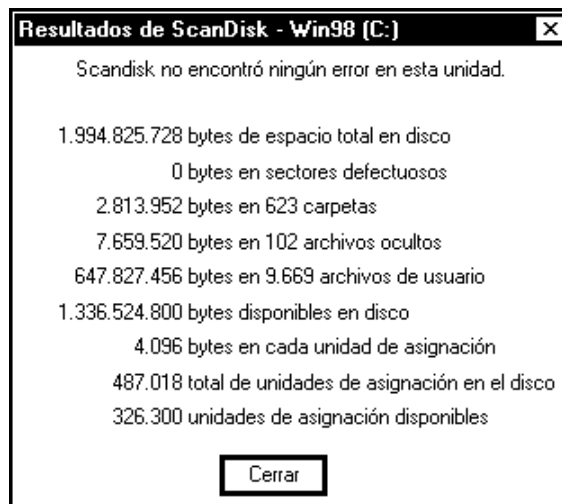 Resultados de ScanDisk - Win98 (C:)
Scandisk no encontró ningún error en esta unidad.
1.994.825.728 bytes de espacio total en disco
0 bytes en sectores defectuosos
2.813.952 bytes en 623 carpetas
7.659.520 bytes en 102 archivos ocultos
647.827.456 bytes en 9.669 archivos de usuario
1.336.524.800 bytes disponibles en disco
4.096 bytes en cada unidad de asignación
487.018 total de unidades de asignación en el disco
326.300 unidades de asignación disponibles
Cerrar